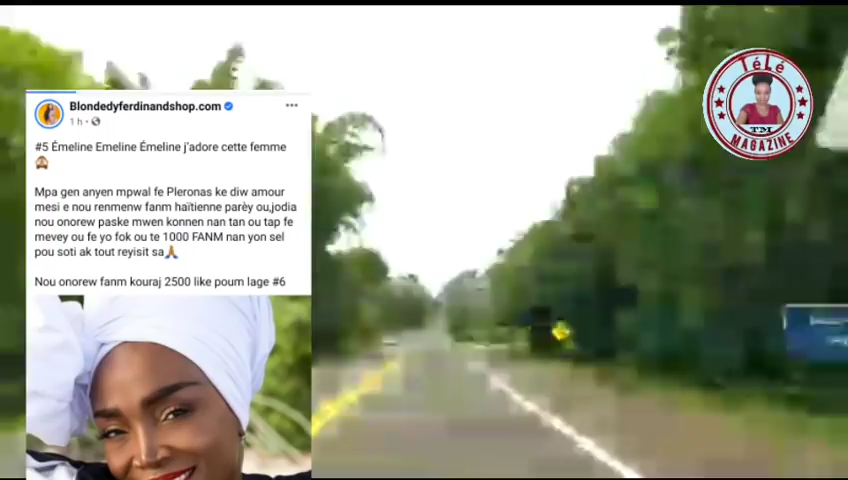 Blondedyferdinandshop.com
1 h
#5 Émeline Emeline Émeline j'adore cette femme
Mpa gen anyen mpwal fe Pleronas ke diw amour
mesi e nou renmenw fanm haïtienne parèy ou,jodia
nou onorew paske mwen konnen nan tan ou tap fe
mevey ou fe yo fok ou te 1000 FANM nan yon sel
pou soti ak tout reyisit sa🙏
Nou onorew fanm kouraj 2500 like poum lage #6
TéLé
TM
MAGAZINE